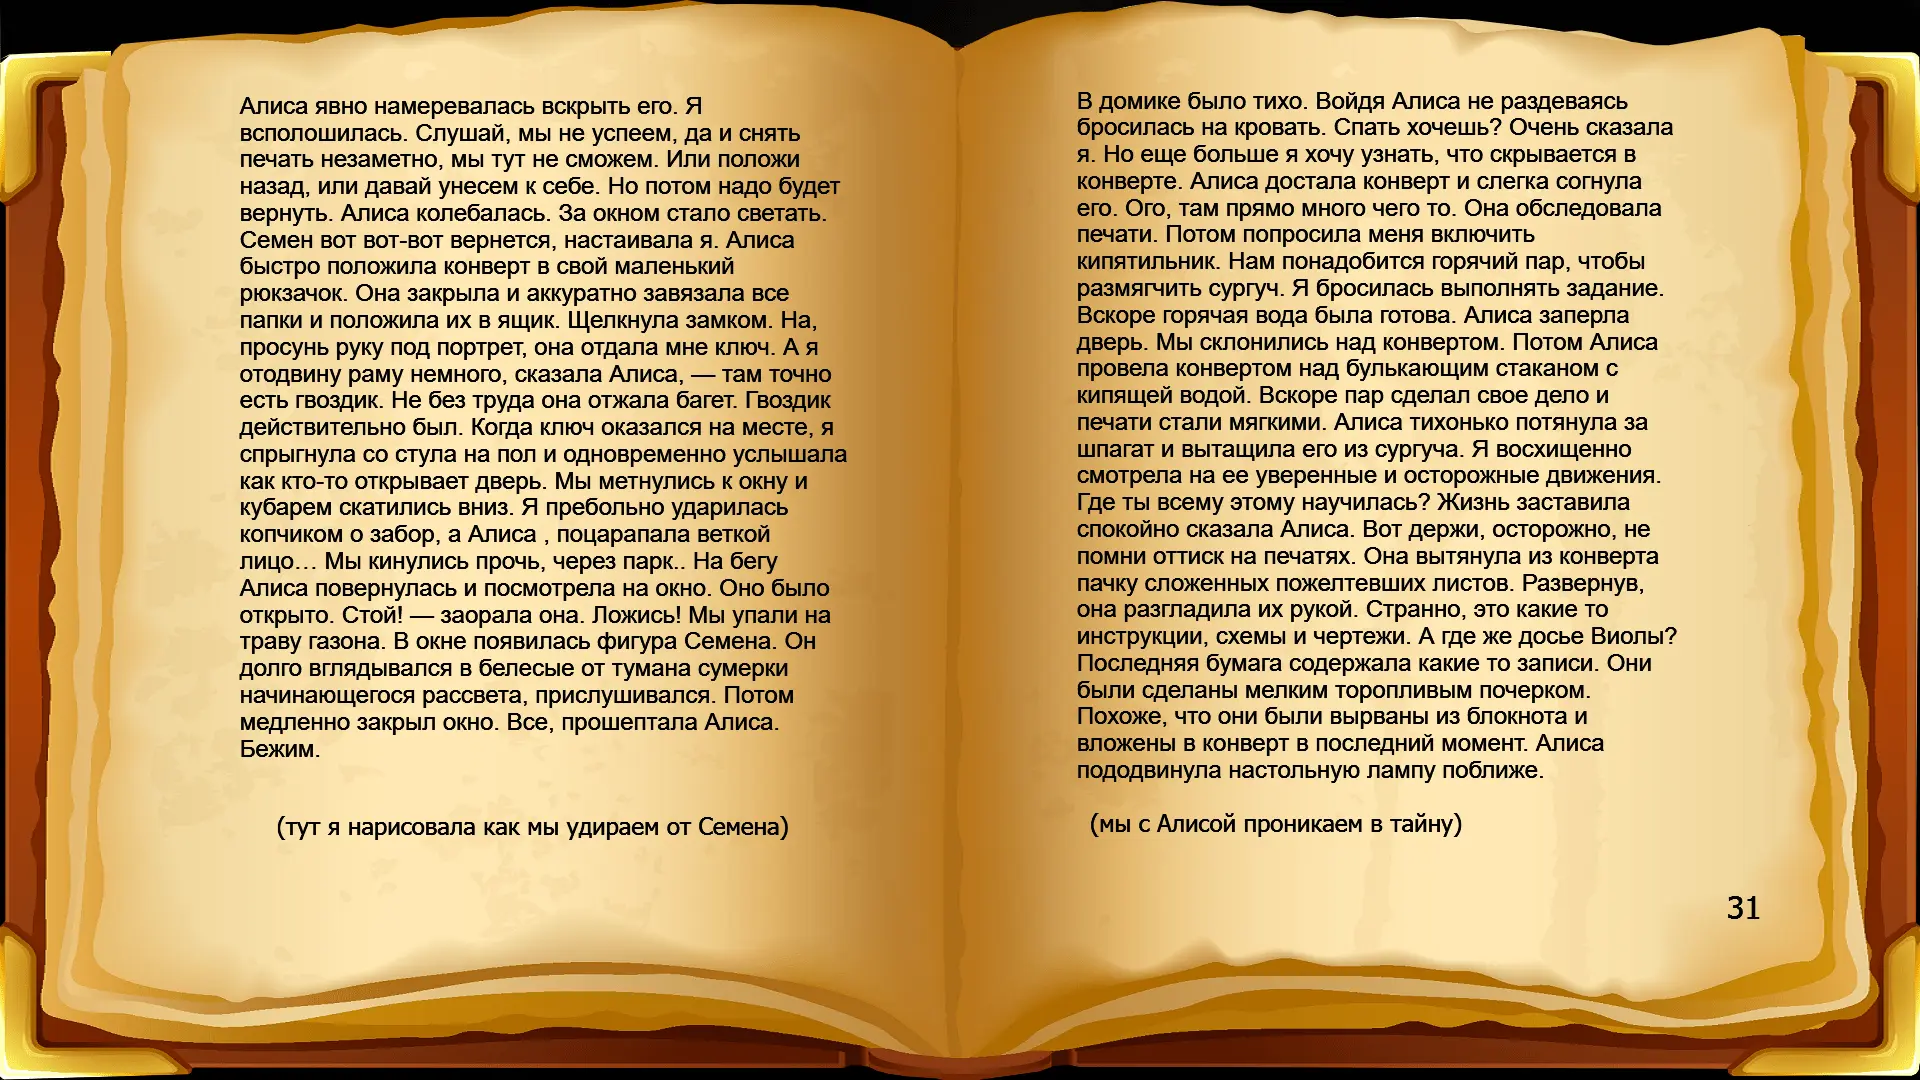 Алиса явно намеревалась вскрыть его. Я
всполошилась. Слушай, мы не успеем, да и снять
печать незаметно, мы тут не сможем. Или положи
назад, или давай унесем к себе. Но потом надо будет
вернуть. Алиса колебалась. За окном стало светать.
Семен вот вот-вот вернется, настаивала я. Алиса
быстро положила конверт в свой маленький
рюкзачок. Она закрыла и аккуратно завязала все
папки и положила их в ящик. Щелкнула замком. На,
просунь руку под портрет, она отдала мне ключ. А я
отодвину раму немного, сказала Алиса, — там точно
есть гвоздик. Не без труда она отжала багет. Гвоздик
действительно был. Когда ключ оказался на месте, я
спрыгнула со стула на пол и одновременно услышала
как кто-то открывает дверь. Мы метнулись к окну и
кубарем скатились вниз. Я пребольно ударилась
копчиком о забор, а Алиса , поцарапала веткой
лицо… Мы кинулись прочь, через парк.. На бегу
Алиса повернулась и посмотрела на окно. Оно было
открыто. Стой! — заорала она. Ложись! Мы упали на
траву газона. В окне появилась фигура Семена. Он
долго вглядывался в белесые от тумана сумерки
начинающегося рассвета, прислушивался. Потом
медленно закрыл окно. Все, прошептала Алиса.
Бежим.
(тут я нарисовала как мы удираем от Семена)
В домике было тихо. Войдя Алиса не раздеваясь
бросилась на кровать. Спать хочешь? Очень сказала
я. Но еще больше я хочу узнать, что скрывается в
конверте. Алиса достала конверт и слегка согнула
его. Ого, там прямо много чего то. Она обследовала
печати. Потом попросила меня включить
кипятильник. Нам понадобится горячий пар, чтобы
размягчить сургуч. Я бросилась выполнять задание.
Вскоре горячая вода была готова. Алиса заперла
дверь. Мы склонились над конвертом. Потом Алиса
провела конвертом над булькающим стаканом с
кипящей водой. Вскоре пар сделал свое дело и
печати стали мягкими. Алиса тихонько потянула за
шпагат и вытащила его из сургуча. Я восхищенно
смотрела на ее уверенные и осторожные движения.
Где ты всему этому научилась? Жизнь заставила
спокойно сказала Алиса. Вот держи, осторожно, не
помни оттиск на печатях. Она вытянула из конверта
пачку сложенных пожелтевших листов. Развернув,
она разгладила их рукой. Странно, это какие то
инструкции, схемы и чертежи. А где же досье Виолы?
Последняя бумага содержала какие то записи. Они
были сделаны мелким торопливым почерком.
Похоже, что они были вырваны из блокнота и
вложены в конверт в последний момент. Алиса
пододвинула настольную лампу поближе.
(мы с Алисой проникаем в тайну)
31